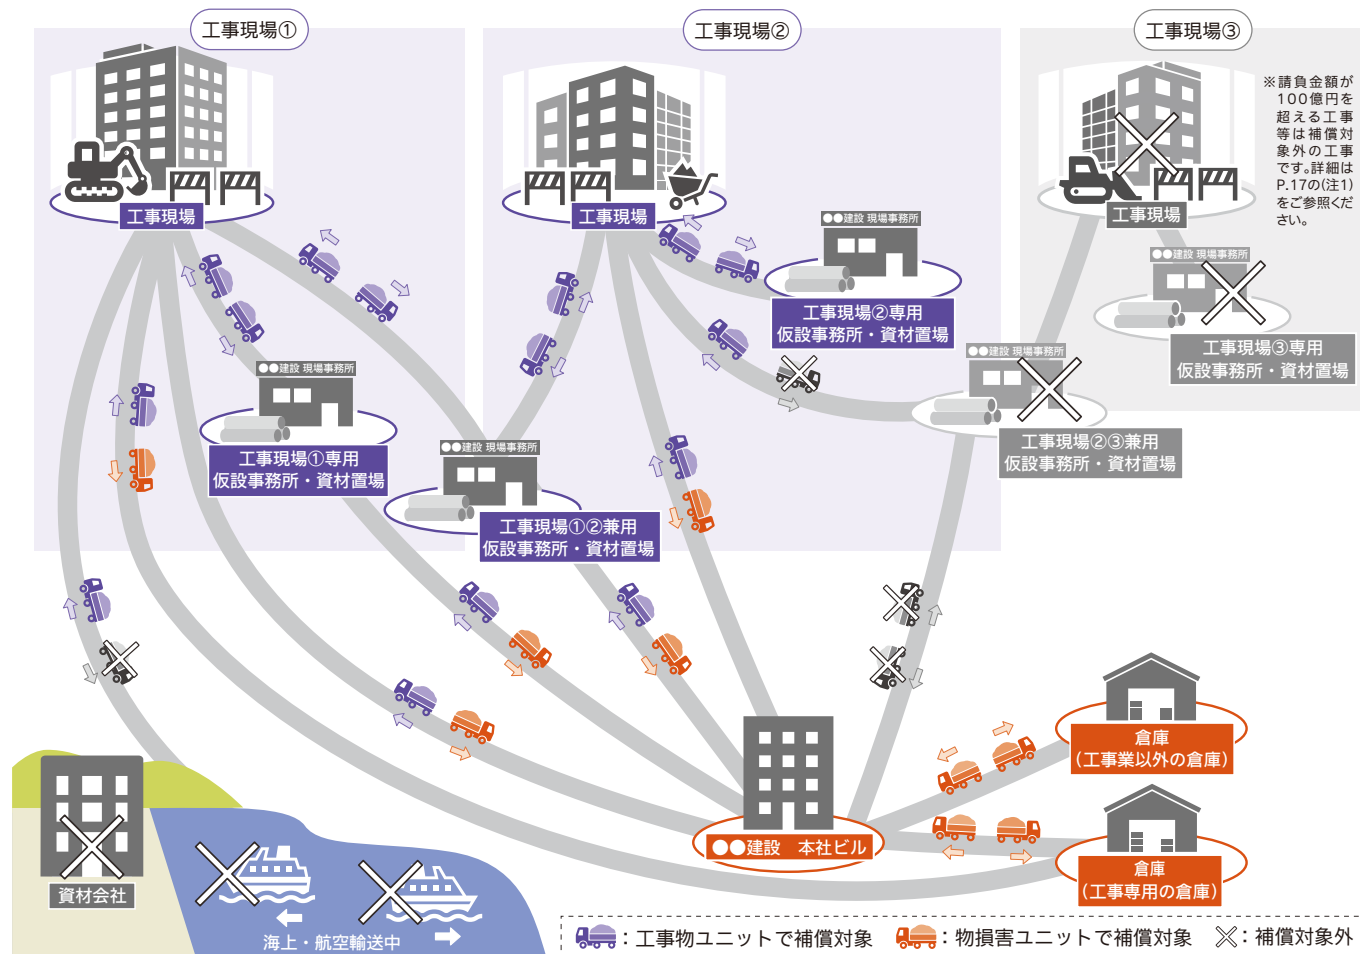 工事現場①
工事現場②
工事現場③
※請負金額が
100億円を
超える工事
等は補償対
象外の工事
です。詳細は
P.17の(注1)
をご参照くだ
さい。
工事現場
工事現場
工事現場
●●建設 現場事務所
工事現場②専用
仮設事務所・資材置場
●●建設 現場事務所
工事現場③専用
仮設事務所・資材置場
●●建設 現場事務所
工事現場①専用
仮設事務所・資材置場
●●建設 現場事務所
工事現場②③兼用
仮設事務所・資材置場
●●建設 現場事務所
工事現場①②兼用
仮設事務所・資材置場
倉庫
(工事業以外の倉庫)
●●建設 本社ビル
倉庫
(工事専用の倉庫)
資材会社
海上・航空輸送中
：工事物ユニットで補償対象
：物損害ユニットで補償対象
：補償対象外